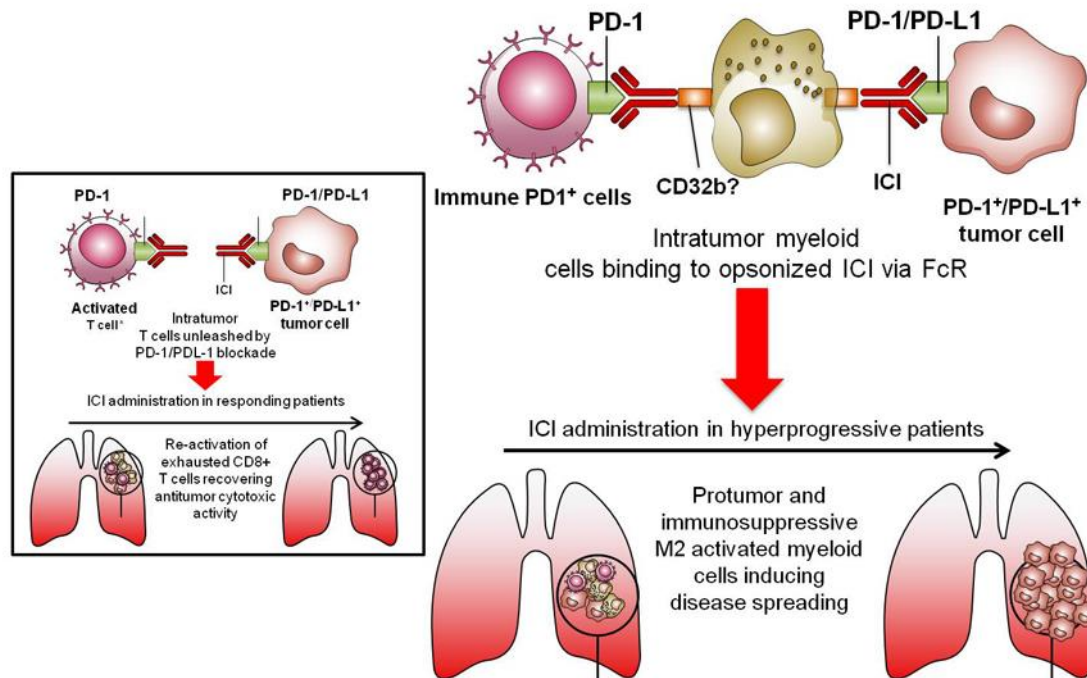 PD-1
PD-1/PD-L1
CD32b?
ICI
Immune PD1⁺ cells
PD-1⁺/PD-L1⁺
tumor cell
Intratumor myeloid
cells binding to opsonized ICI via FcR
ICI administration in hyperprogressive patients
Protumor and
immunosuppressive
M2 activated myeloid
cells inducing
disease spreading
PD-1
PD-1/PD-L1
ICI
Activated
T cell⁺
PD-1⁺/PD-L1⁺
tumor cell
Intratumor
T cells unleashed by
PD-1/PDL-1 blockade
ICI administration in responding patients
Re-activation of
exhausted CD8+
T cells recovering
antitumor cytotoxic
activity